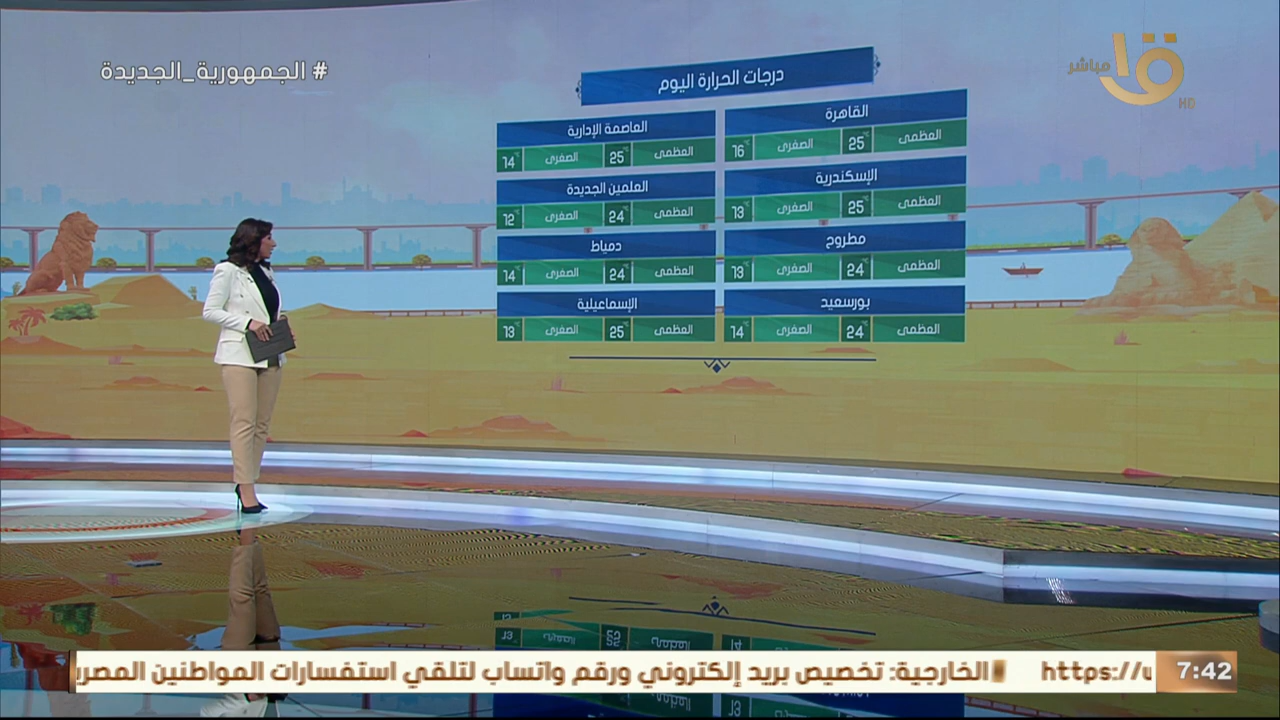 # الجمهورية_الجديدة
مباشر
HD
درجات الحرارة اليوم
القاهرة
العظمى 25 الصغرى 16
العاصمة الإدارية
العظمى 25 الصغرى 14
الإسكندرية
العظمى 25 الصغرى 13
العلمين الجديدة
العظمى 24 الصغرى 12
مطروح
العظمى 24 الصغرى 13
دمياط
العظمى 24 الصغرى 14
بورسعيد
العظمى 24 الصغرى 14
الإسماعيلية
العظمى 25 الصغرى 13
https://
الخارجية: تخصيص بريد إلكتروني ورقم واتساب لتلقي استفسارات المواطنين
7:42